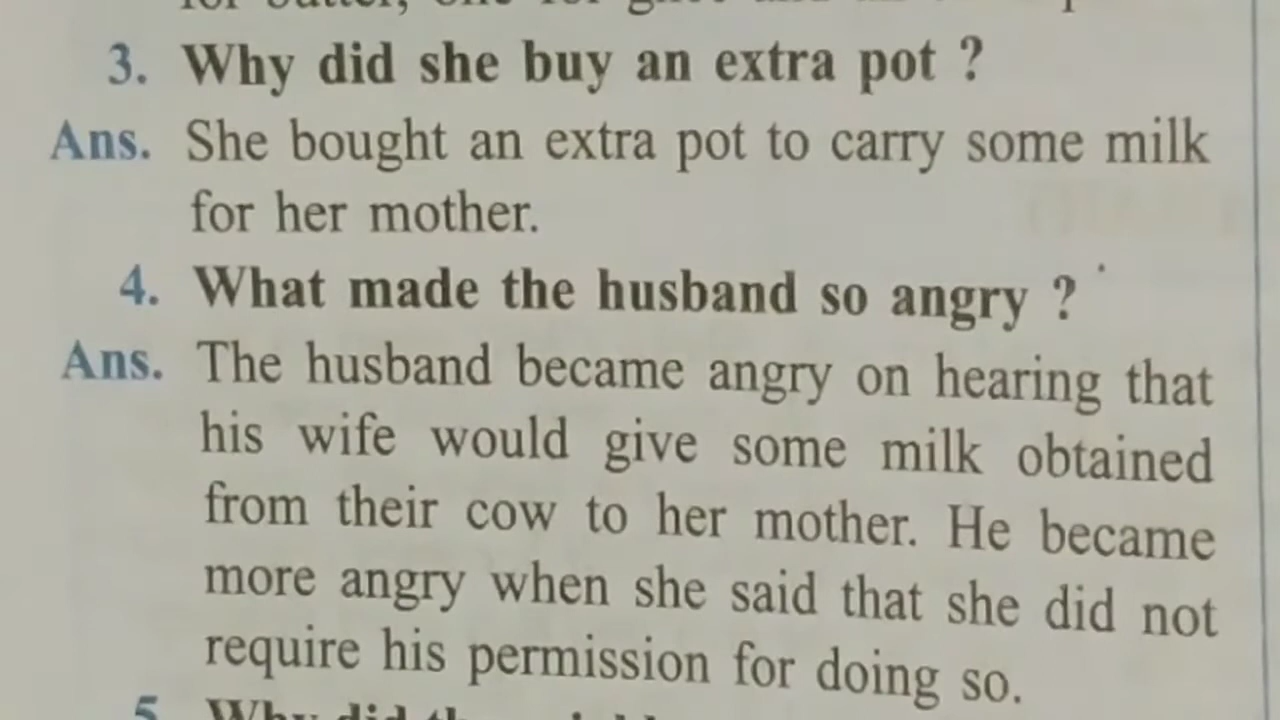 3. Why did she buy an extra pot ?
Ans. She bought an extra pot to carry some milk
for her mother.
4. What made the husband so angry ?
Ans. The husband became angry on hearing that
his wife would give some milk obtained
from their cow to her mother. He became
more angry when she said that she did not
require his permission for doing so.
5. Why did